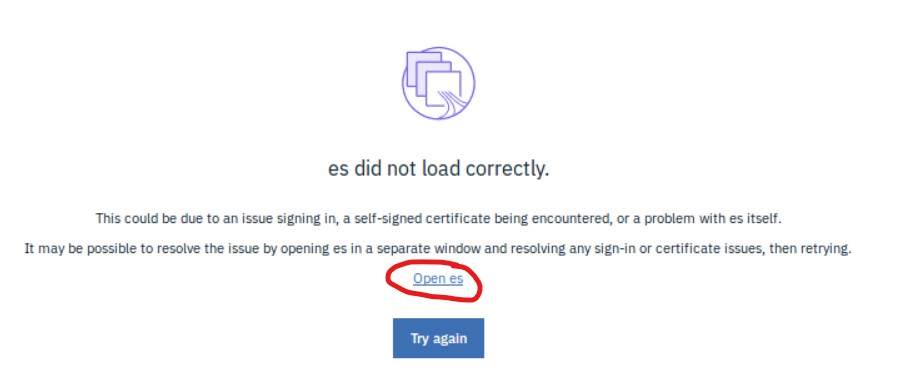 es did not load correctly.
This could be due to an issue signing in, a self-signed certificate being encountered, or a problem with es itself.
It may be possible to resolve the issue by opening es in a separate window and resolving any sign-in or certificate issues, then retrying.
Open es
Try again